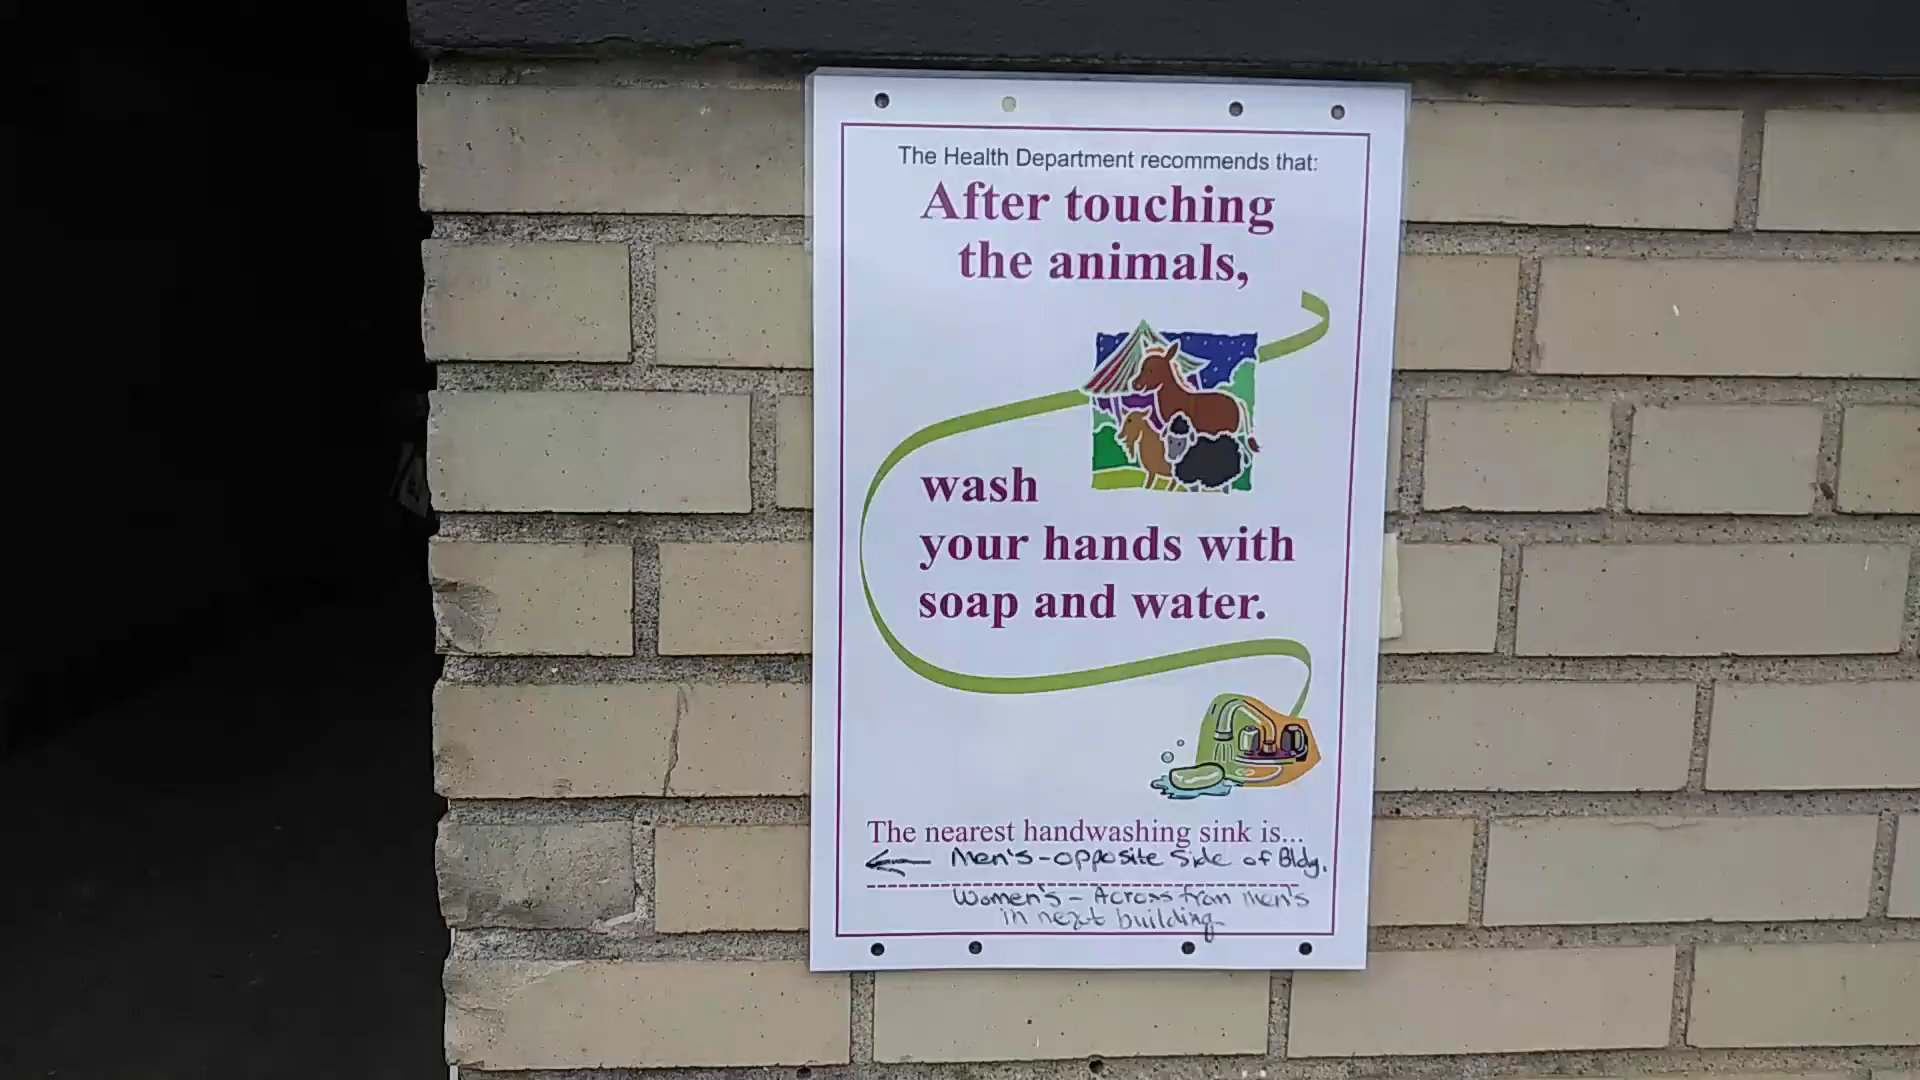 The Health Department recommends that:
After touching
the animals,
wash
your hands with
soap and water.
The nearest handwashing sink is...
← Men's - opposite side of Bldg.
Women's - Across from Men's
in next building